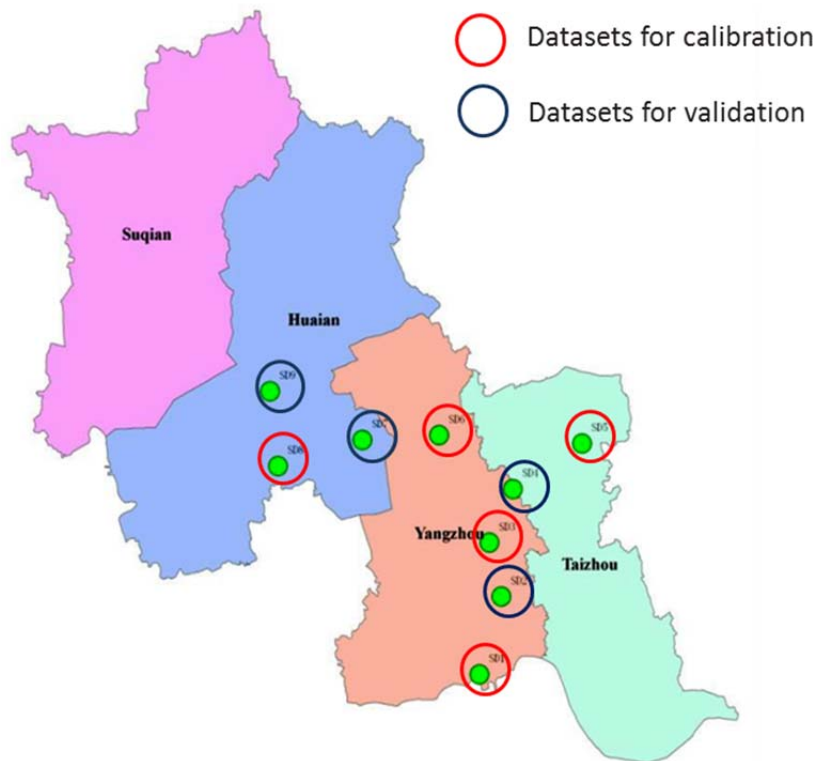 Datasets for calibration
Datasets for validation
Suqian
Huaian
SD9
SD6
SD5
SD8
SD4
Yangzhou
SD3
Taizhou
SD2
SD1